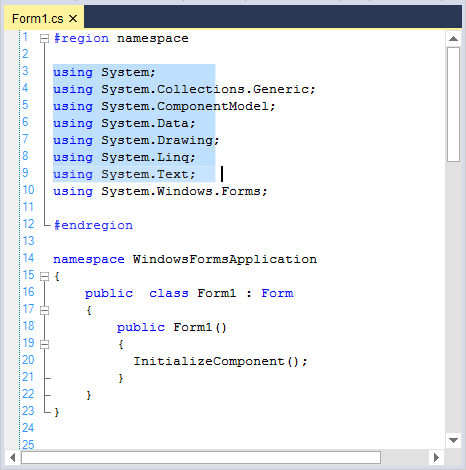 Form1.cs ×
1 #region namespace
2
3 using System;
4 using System.Collections.Generic;
5 using System.ComponentModel;
6 using System.Data;
7 using System.Drawing;
8 using System.Linq;
9 using System.Text;
10 using System.Windows.Forms;
11
12 #endregion
13
14 namespace WindowsFormsApplication
15 {
16     public  class Form1 : Form
17     {
18         public Form1()
19         {
20           InitializeComponent();
21         }
22     }
23 }
24
25